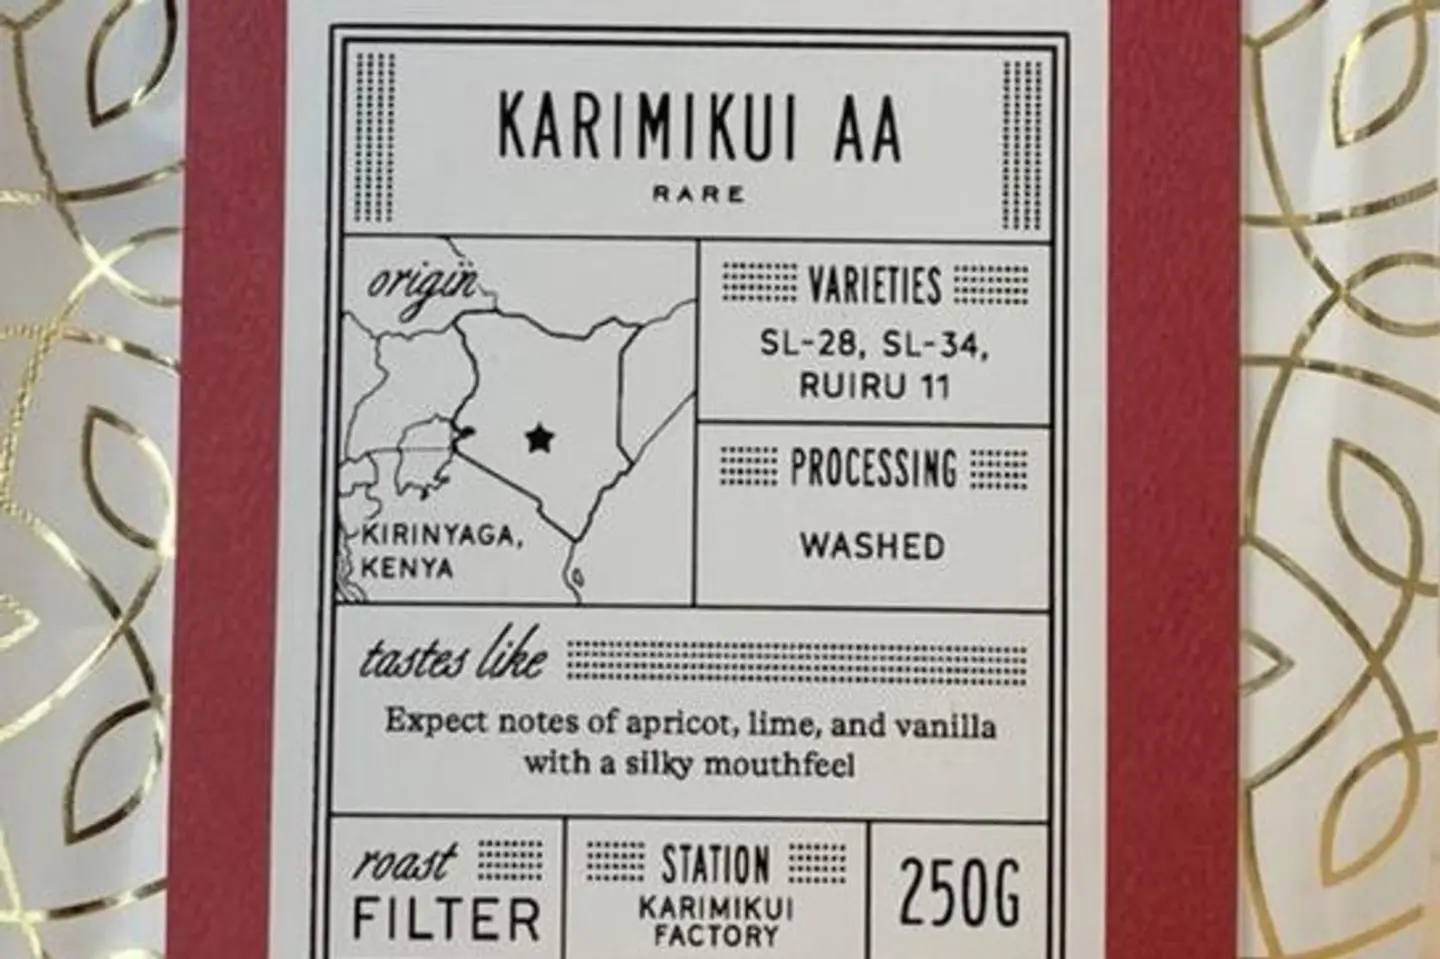 KARIMIKUI AA
RARE
origin
KIRINYAGA,
KENYA
VARIETIES
SL-28, SL-34,
RUIRU 11
PROCESSING
WASHED
tastes like
Expect notes of apricot, lime, and vanilla
with a silky mouthfeel
roast
FILTER
STATION
KARIMIKUI
FACTORY
250G